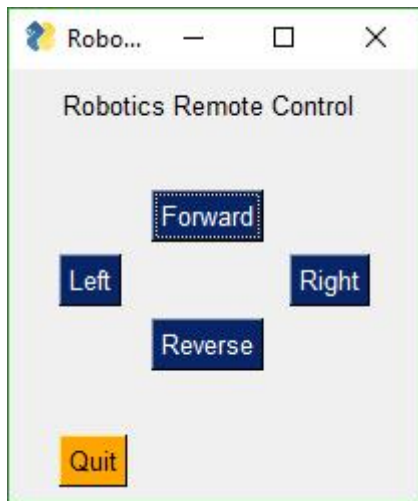 Robo...
Robotics Remote Control
Forward
Left Right
Reverse
Quit